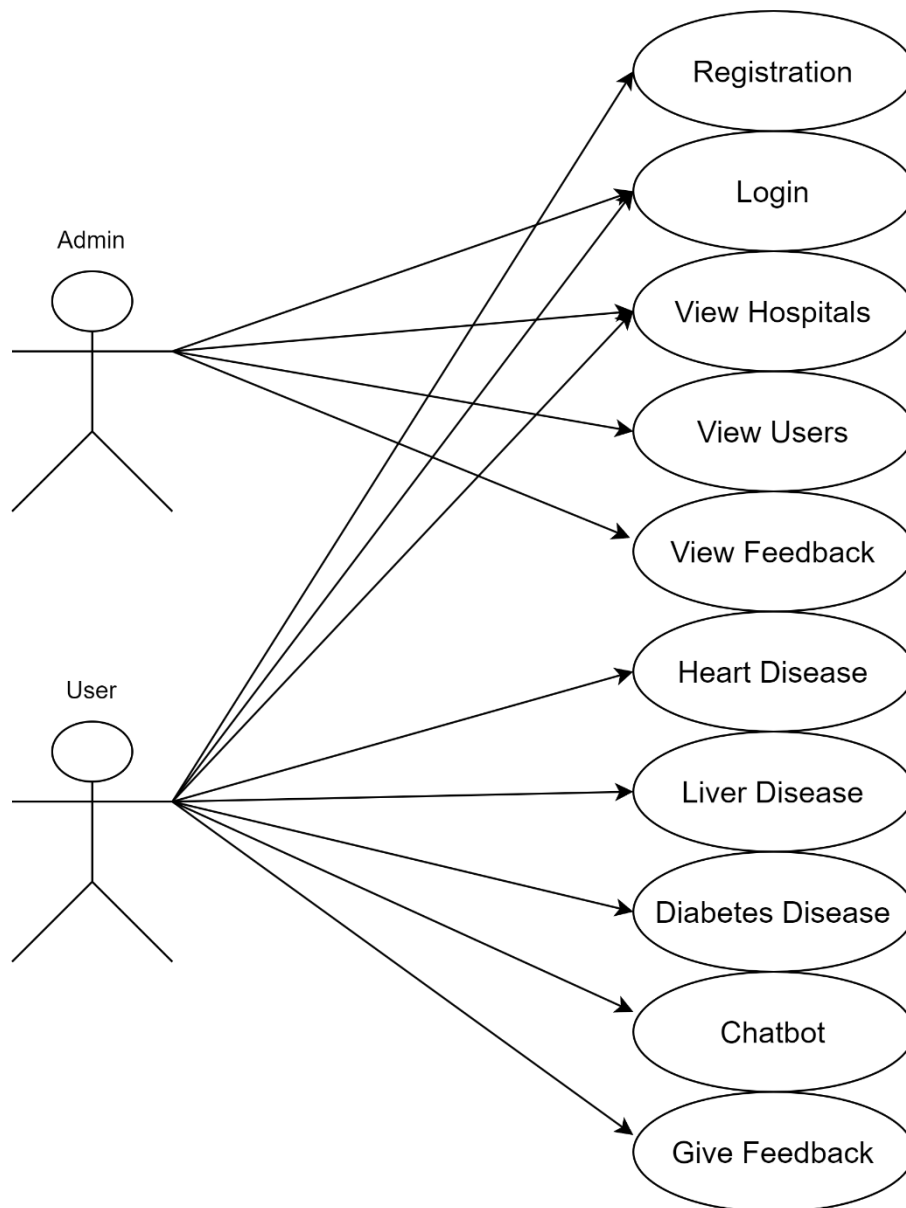 Registration
Login
Admin
View Hospitals
View Users
View Feedback
Heart Disease
User
Liver Disease
Diabetes Disease
Chatbot
Give Feedback